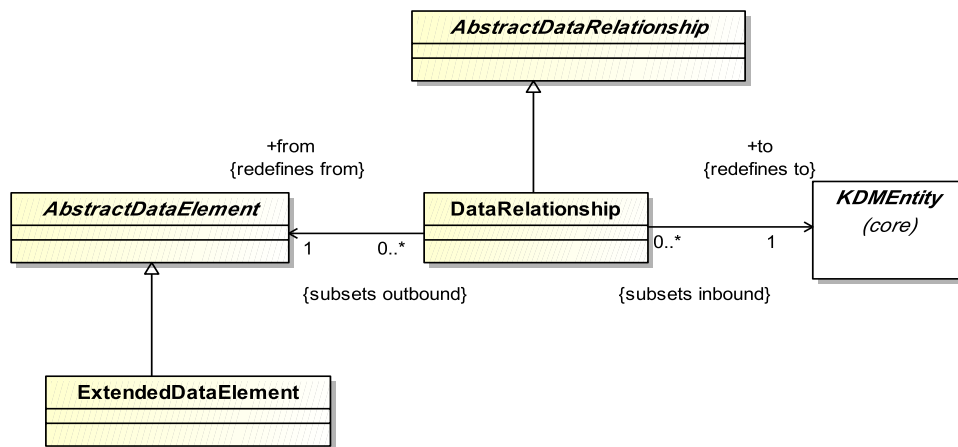 AbstractDataRelationship
+from
{redefines from}
+to
{redefines to}
AbstractDataElement
DataRelationship
KDMEntity
(core)
1
0..*
0..*
1
{subsets outbound}
{subsets inbound}
ExtendedDataElement